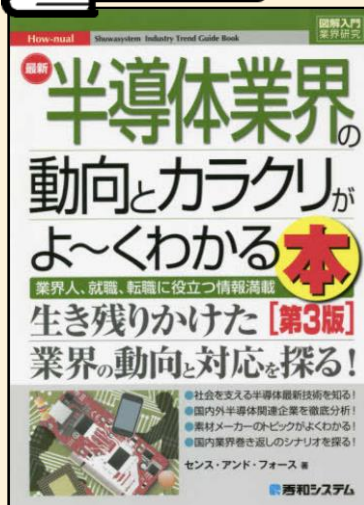 How-nual
Shuwasystem Industry Trend Guide Book
図解入門
業界研究
最新
半導体業界の
動向とカラクリが
よ~くわかる本
業界人、就職、転職に役立つ情報満載
生き残りかけた[第3版]
業界の動向と対応を探る!
●社会を支える半導体最新技術を知る!
●国内外半導体関連企業を徹底分析!
●素材メーカーのトピックがよくわかる!
●国内業界巻き返しのシナリオを探る!
センス・アンド・フォース 著
秀和システム